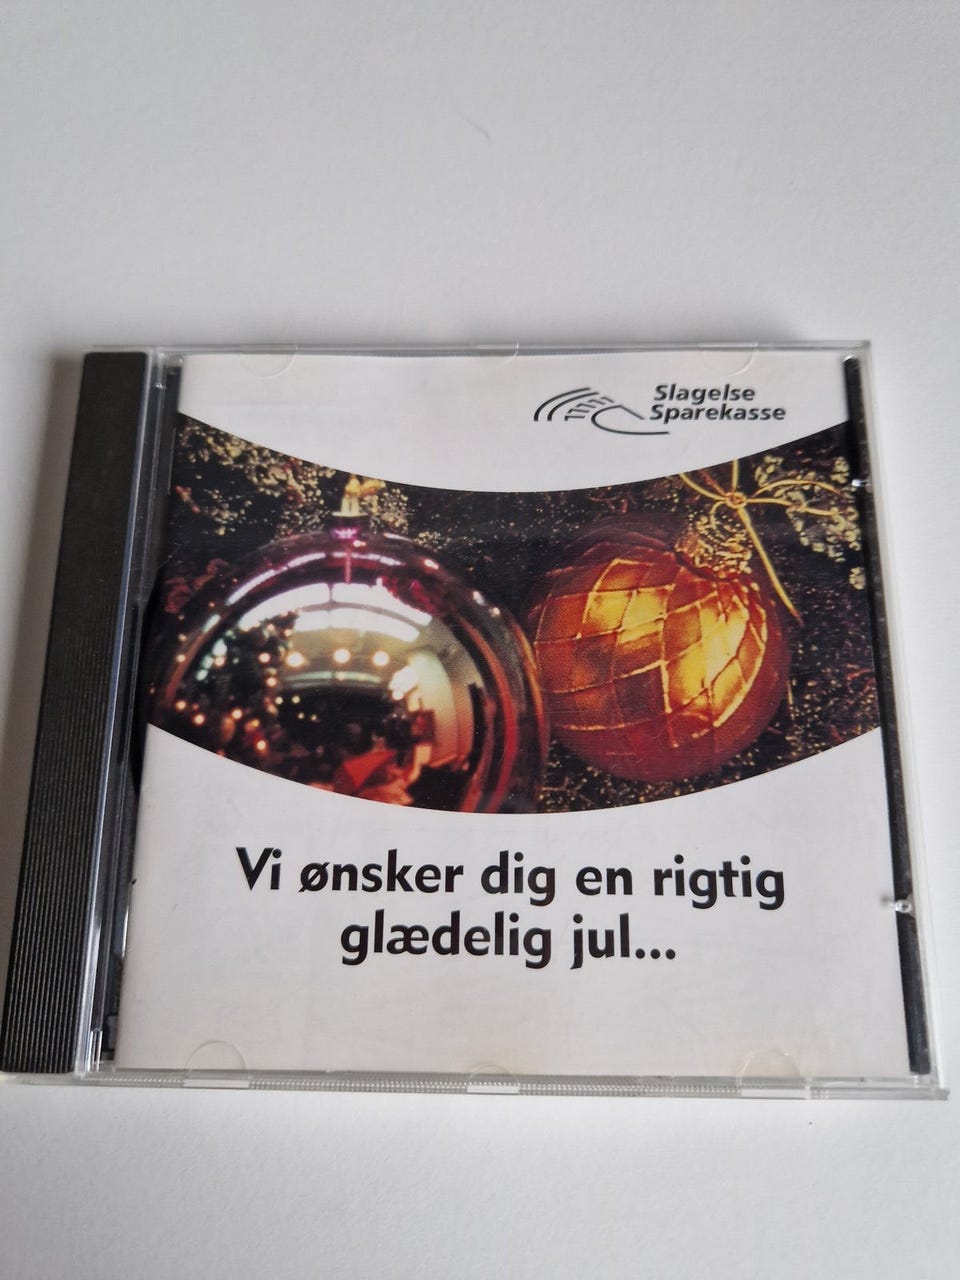 Slagelse
Sparekasse
Vi ønsker dig en rigtig
glædelig jul...